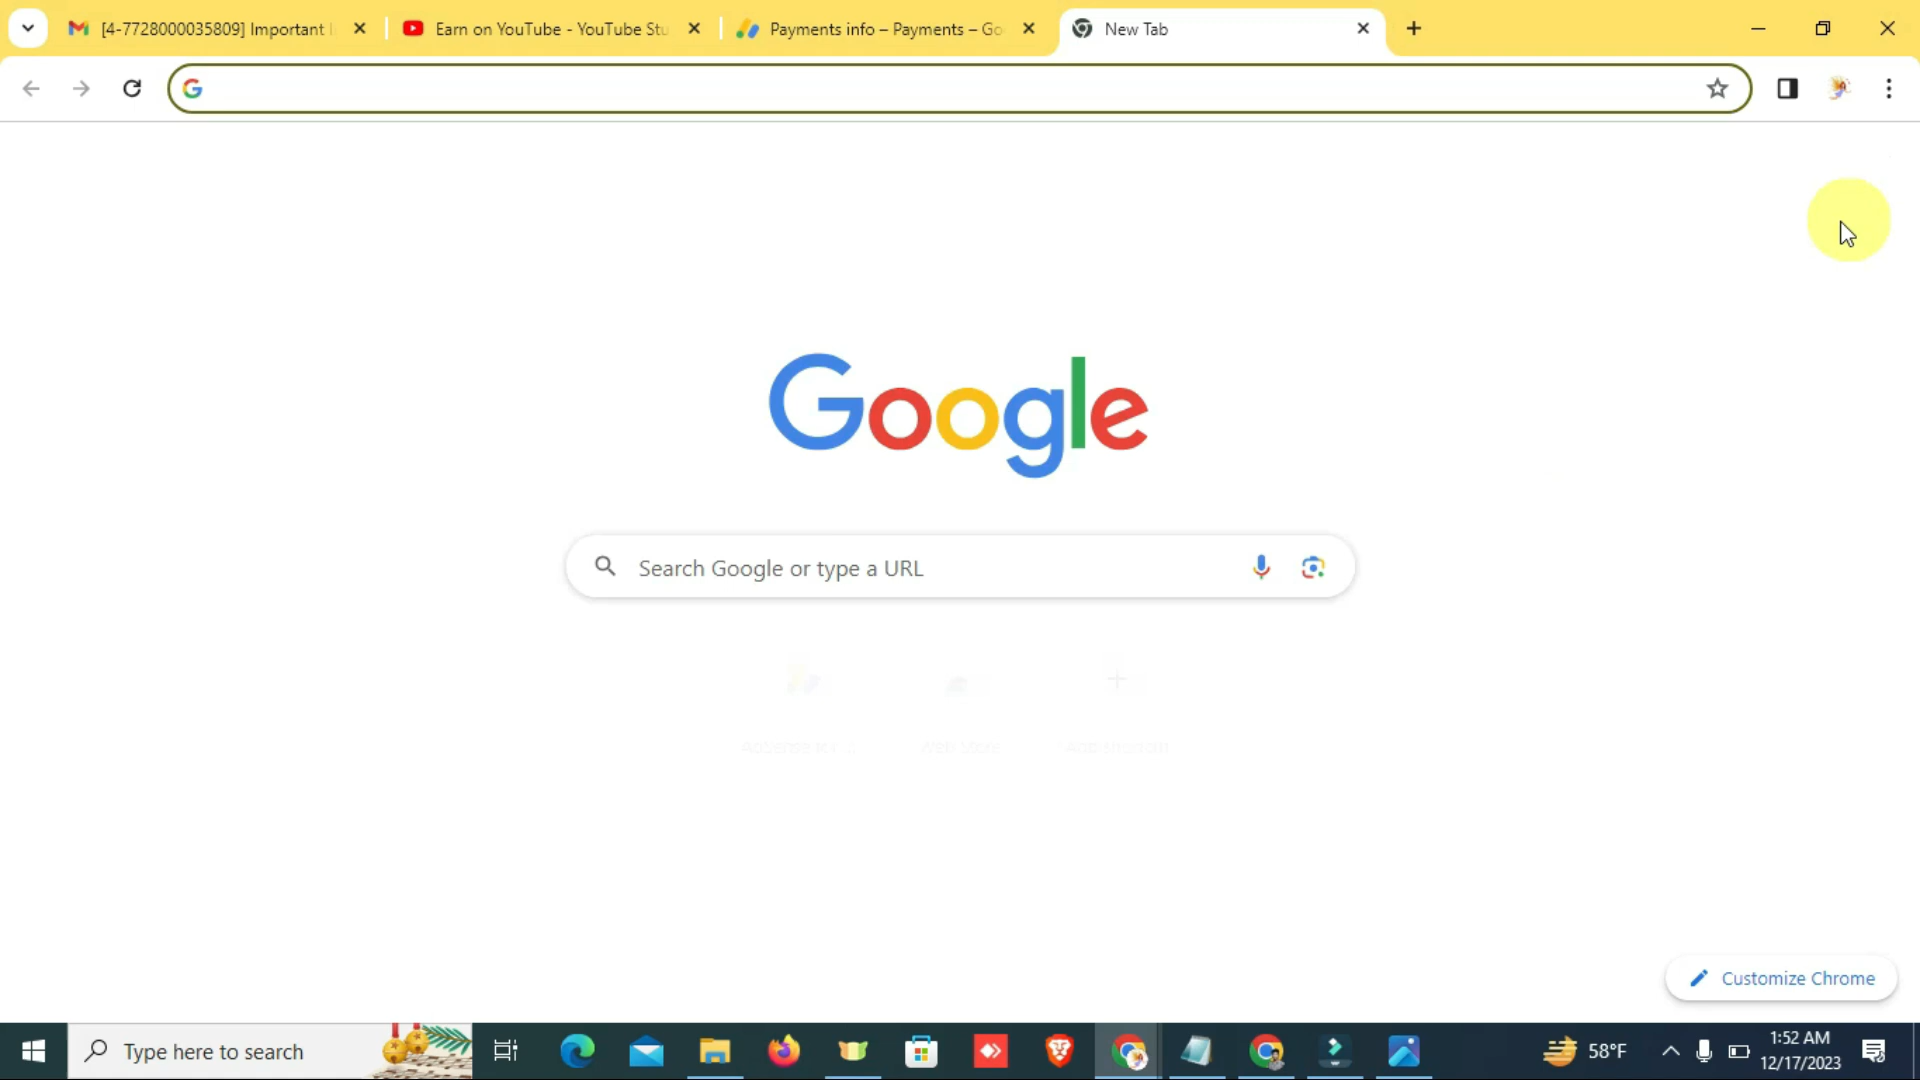 [4-7728000035809] Important
Earn on YouTube - YouTube Stu
Payments info – Payments – Go
New Tab
Google
Search Google or type a URL
Customize Chrome
Type here to search
58°F
1:52 AM
12/17/2023